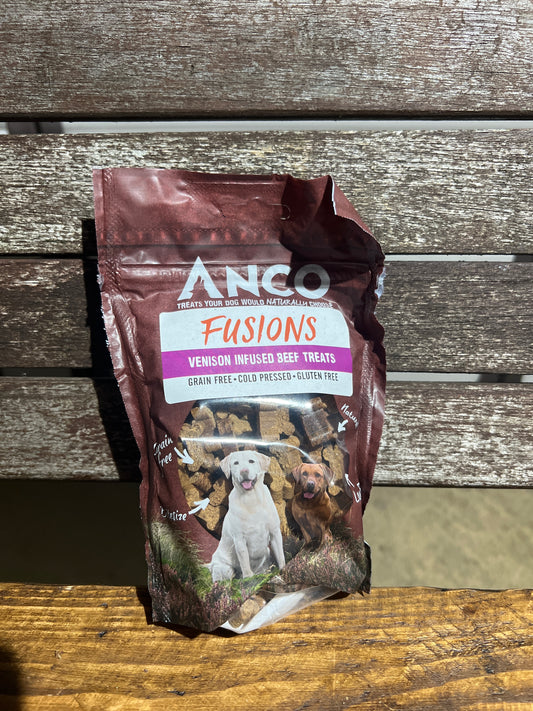 ANCO
TREATS YOUR DOG WOULD NATURALLY CHOOSE
FUSIONS
VENISON INFUSED BEEF TREATS
GRAIN FREE • COLD PRESSED • GLUTEN FREE
Grain
Free